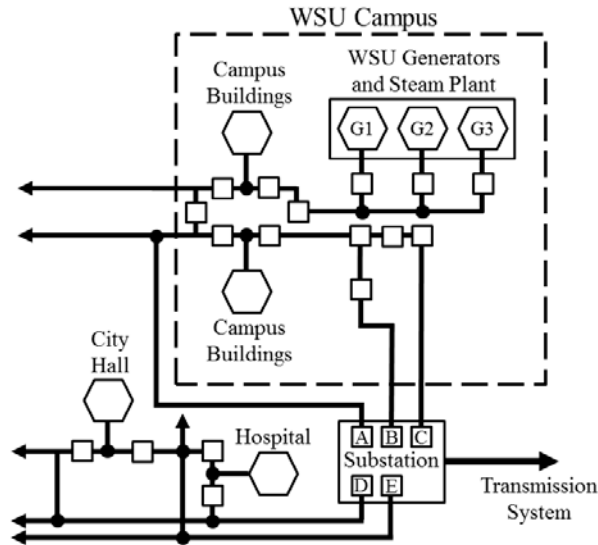 WSU Campus
WSU Generators
and Steam Plant
Campus
Buildings
G1 G2 G3
Campus
Buildings
City
Hall
Hospital
A B C
Substation
D E
Transmission
System